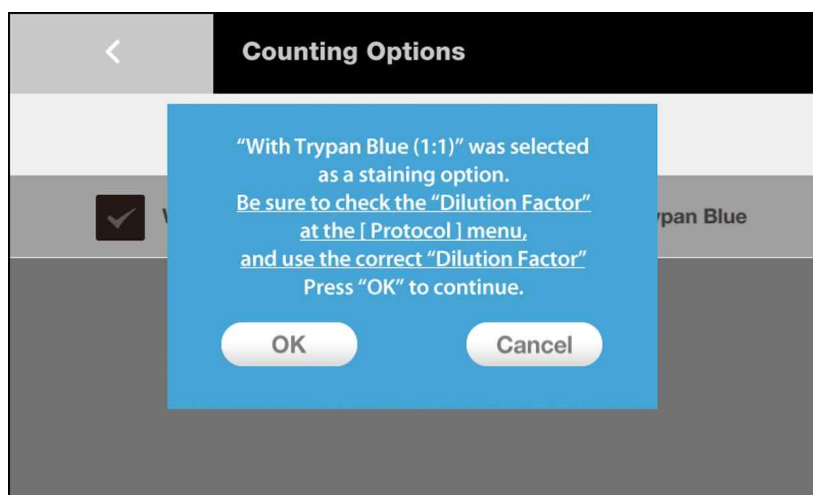 Counting Options
“With Trypan Blue (1:1)” was selected
as a staining option.
Be sure to check the “Dilution Factor”
at the [ Protocol ] menu,
and use the correct “Dilution Factor”
Press “OK” to continue.
Blue
OK
Cancel